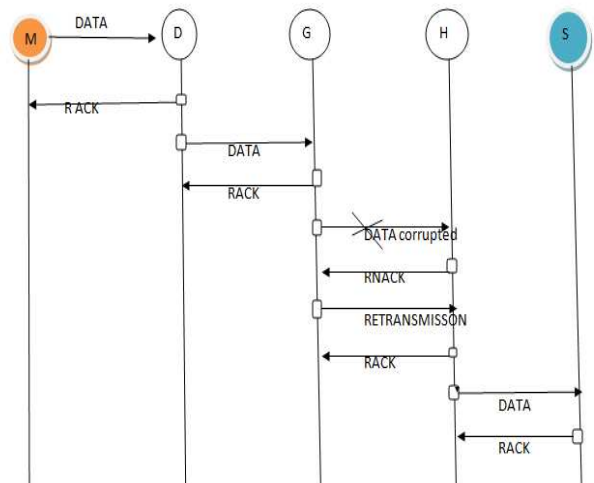 DATA
M
D
G
H
S
R ACK
DATA
RACK
DATA corrupted
RNACK
RETRANSMISSON
RACK
DATA
RACK